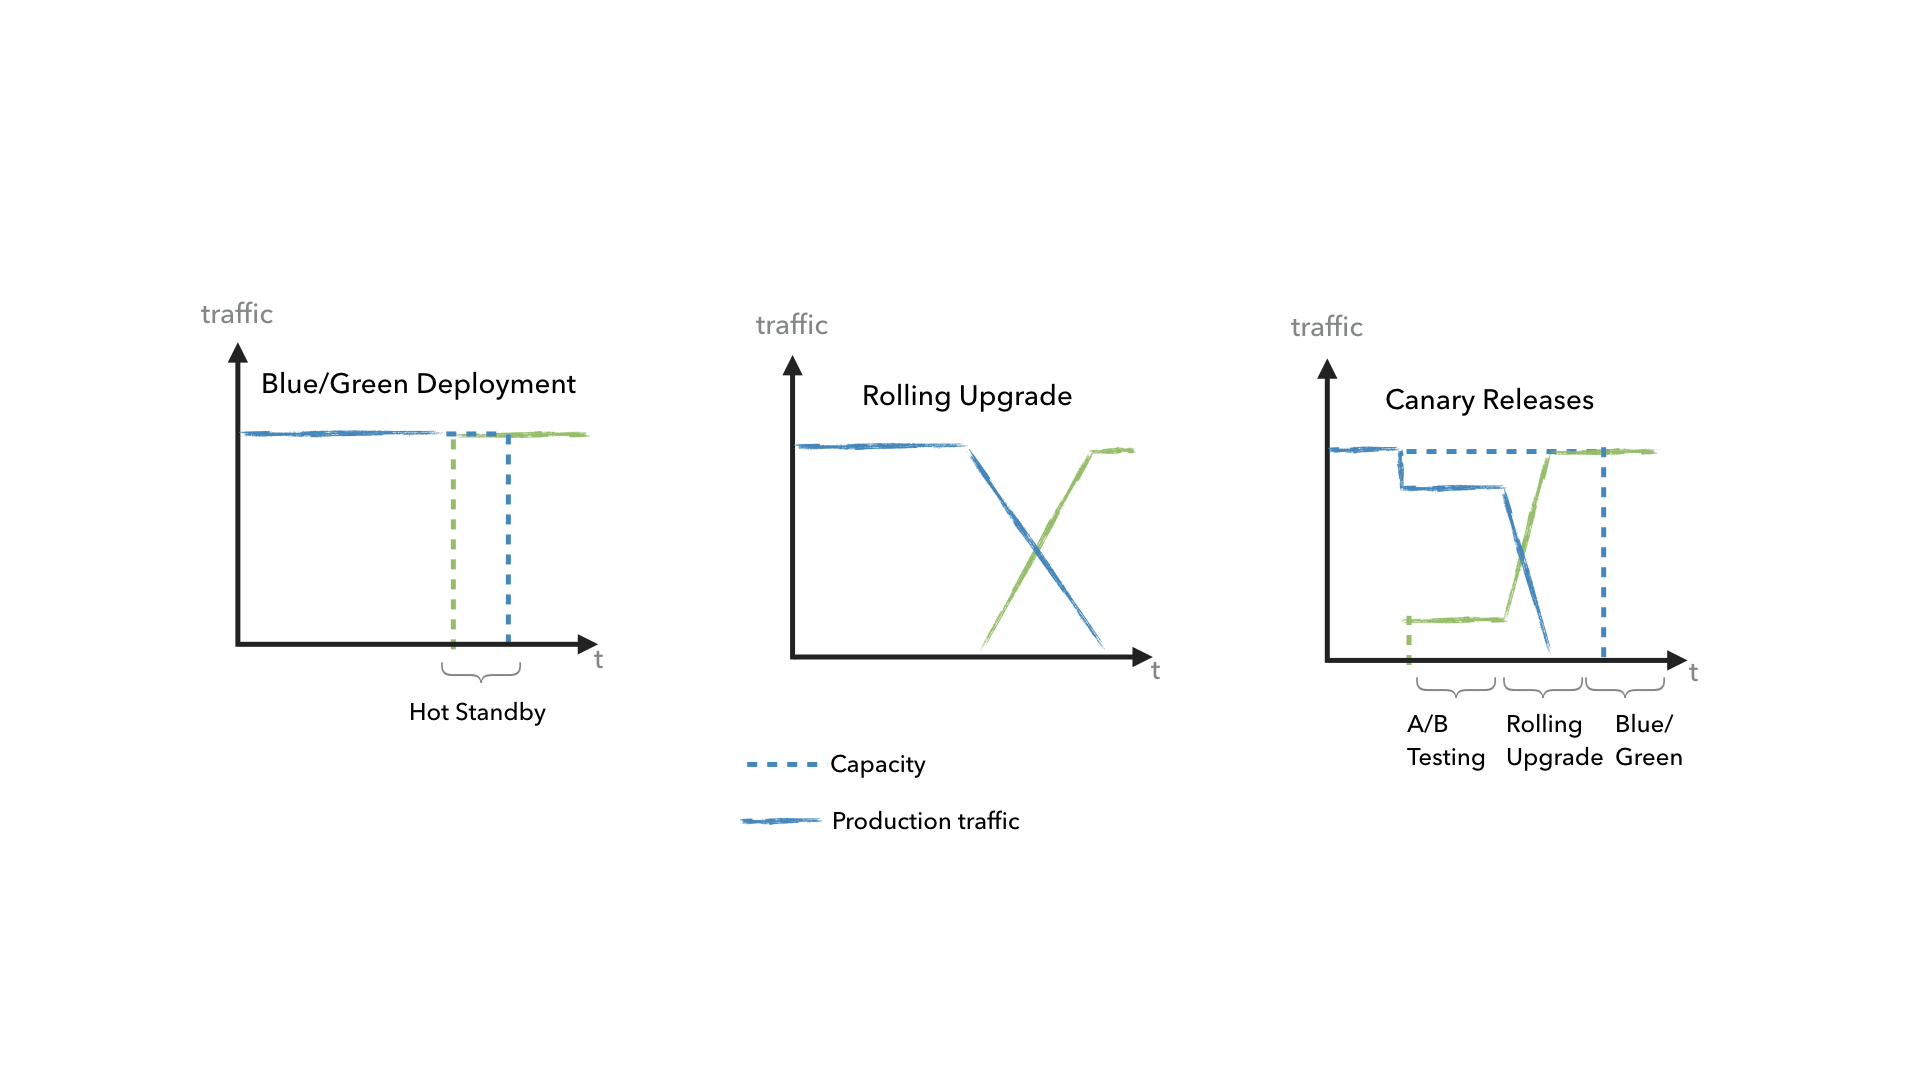 traffic
Blue/Green Deployment
t
Hot Standby
traffic
Rolling Upgrade
t
Capacity
Production traffic
traffic
Canary Releases
t
A/B
Testing
Rolling
Upgrade
Blue/
Green